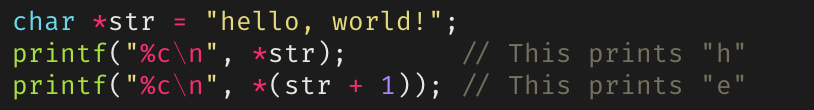 char *str = "hello, world!";
printf("%c\n", *str);        // This prints "h"
printf("%c\n", *(str + 1)); // This prints "e"